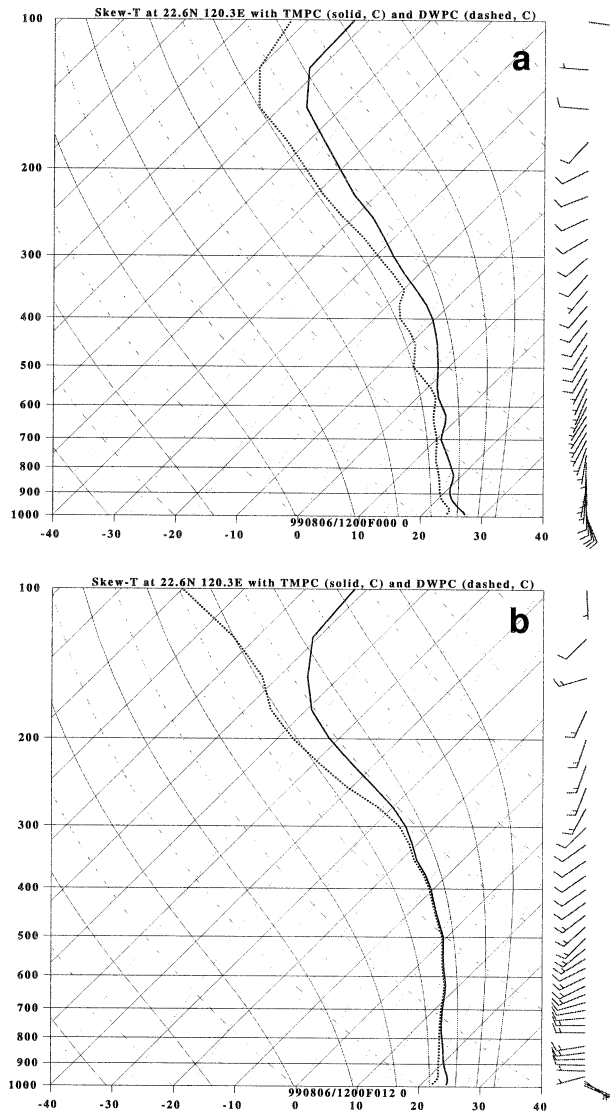 Skew-T at 22.6N 120.3E with TMPC (solid, C) and DWPC (dashed, C)
a
100
200
300
400
500
600
700
800
900
1000
-40 -30 -20 -10 0 10 20 30 40
990806/1200F000 0
Skew-T at 22.6N 120.3E with TMPC (solid, C) and DWPC (dashed, C)
b
100
200
300
400
500
600
700
800
900
1000
-40 -30 -20 -10 0 10 20 30 40
990806/1200F012 0